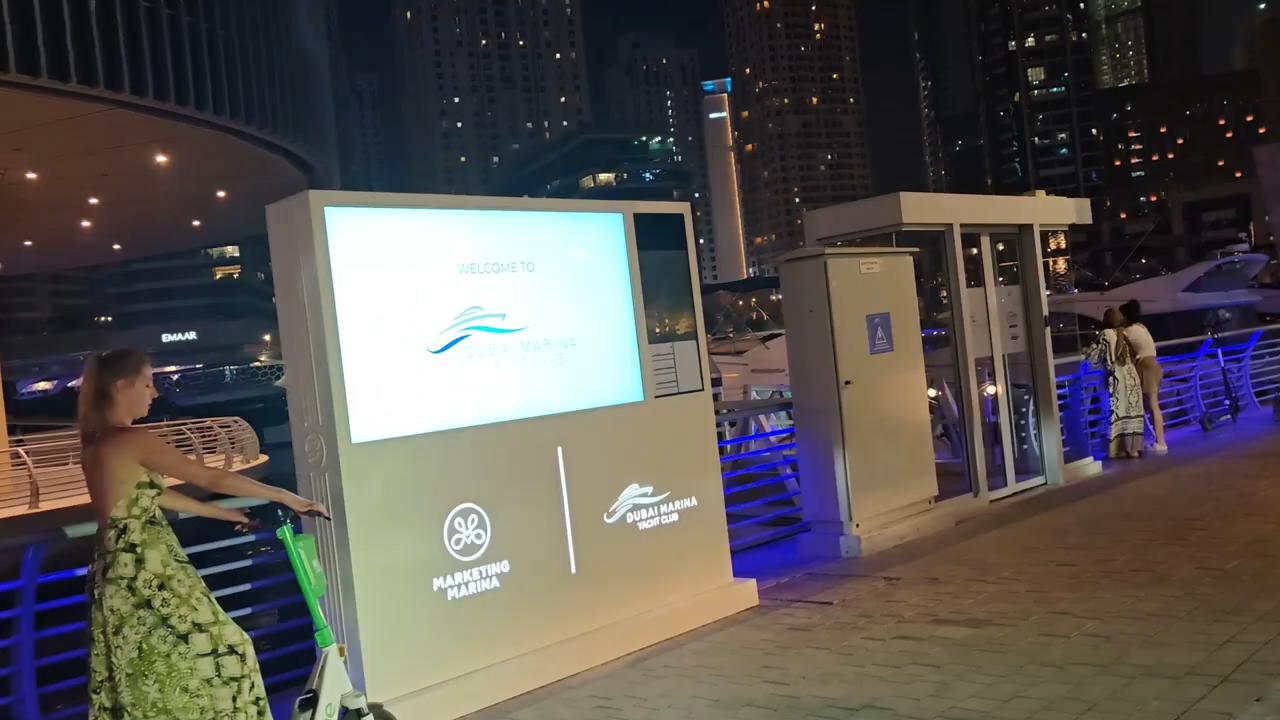 EMAAR
WELCOME TO
DUBAI MARINA
MARKETING
MARINA
DUBAI MARINA
YACHT CLUB